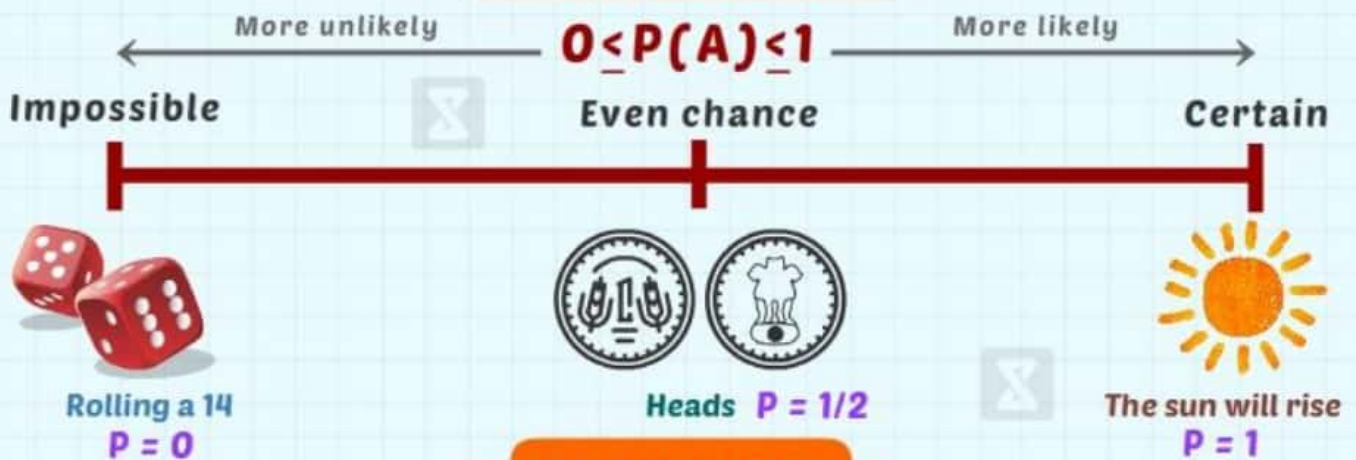 More unlikely
0≤P(A)≤1
More likely
Impossible
Even chance
Certain
Rolling a 14
P = 0
Heads P = 1/2
The sun will rise
P = 1